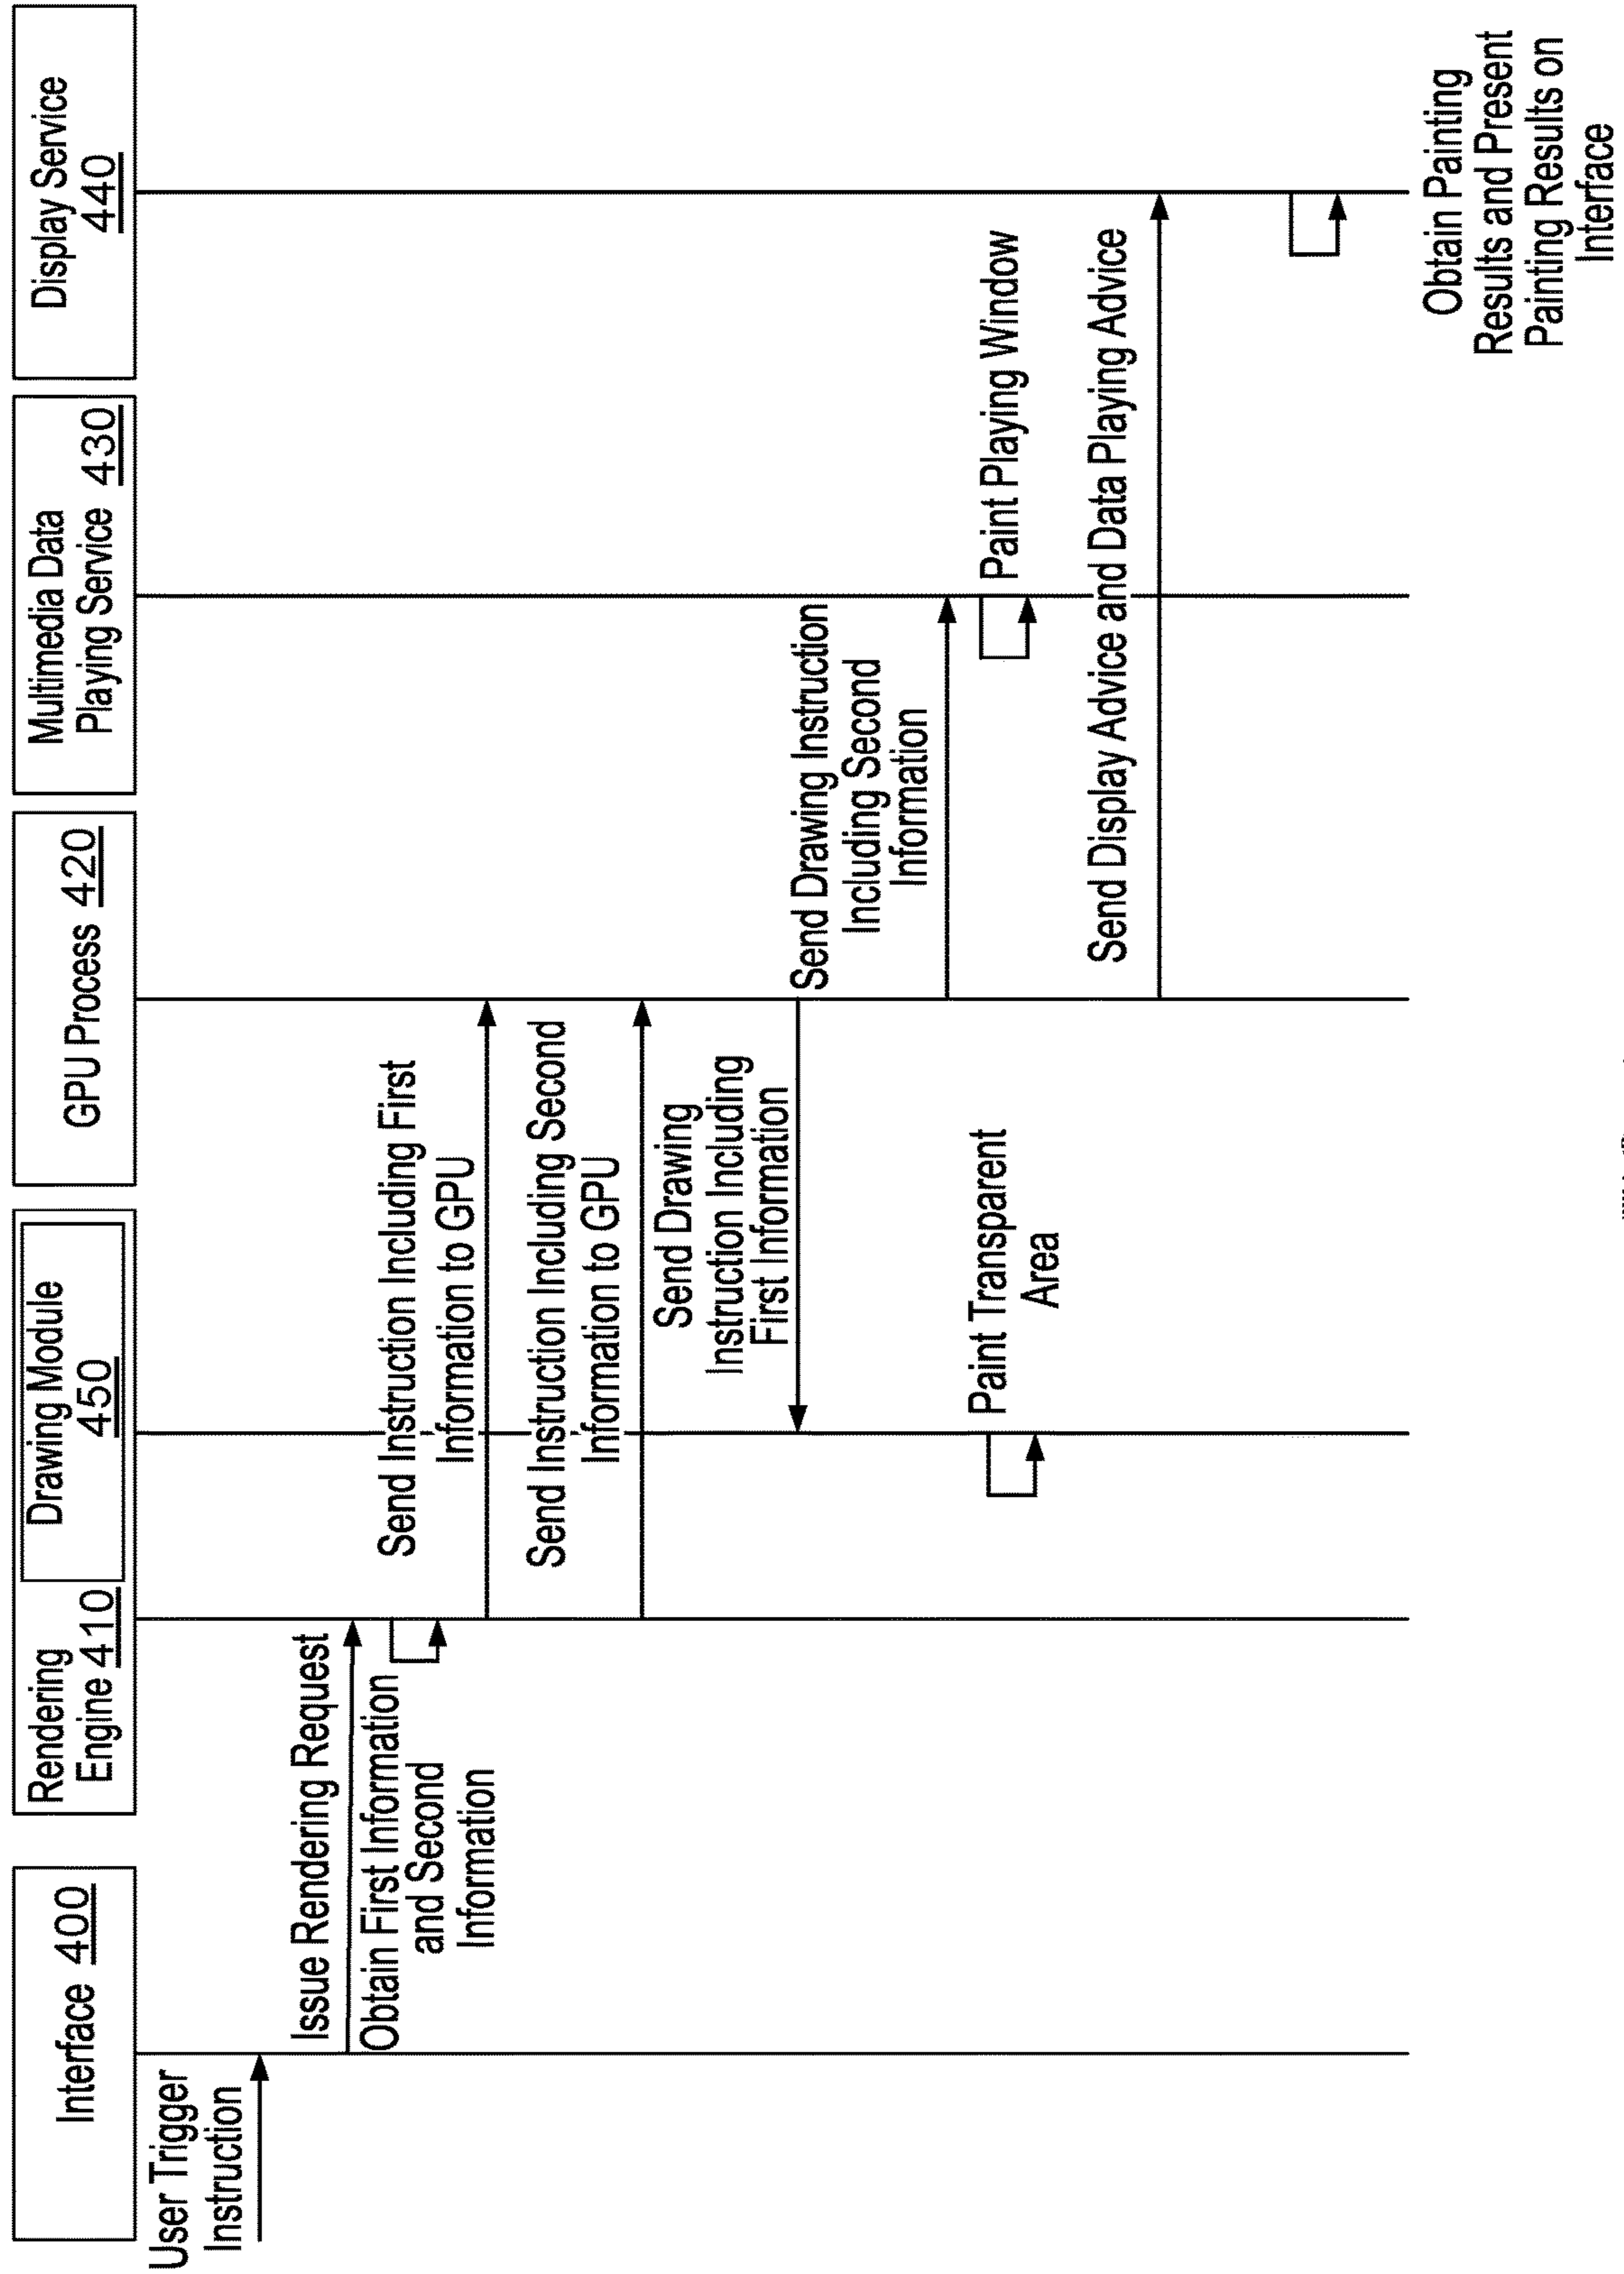 Interface 400
Rendering
Engine 410
Drawing Module
450
GPU Process 420
Multimedia Data
Playing Service 430
Display Service
440
User Trigger
Instruction
Issue Rendering Request
Obtain First Information
and Second
Information
Send Instruction Including First
Information to GPU
Send Instruction Including Second
Information to GPU
Send Drawing
Instruction Including
First Information
Send Drawing Instruction
Including Second
Information
Paint Transparent
Area
Paint Playing Window
Send Display Advice and Data Playing Advice
Obtain Painting
Results and Present
Painting Results on
Interface